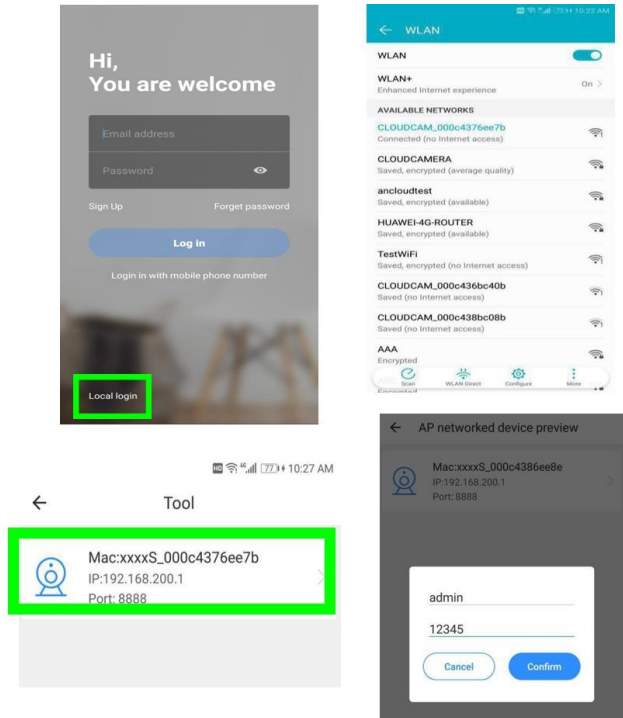 Hi,
You are welcome
Email address
Password
Sign Up Forget password
Log in
Login in with mobile phone number
Local login
10:22 AM
WLAN
WLAN
WLAN+
Enhanced Internet experience
On
AVAILABLE NETWORKS
CLOUDCAM_000c4376ee7b
Connected (no Internet access)
CLOUDCAMERA
Saved, encrypted (average quality)
ancloudtest
Saved, encrypted (available)
HUAWEI-4G-ROUTER
Saved, encrypted (available)
TestWiFi
Saved, encrypted (no Internet access)
CLOUDCAM_000c436bc40b
Saved (no Internet access)
CLOUDCAM_000c438bc08b
Saved (no Internet access)
AAA
Encrypted
Scan WLAN Direct Configure More
HD 77 10:27 AM
Tool
Mac:xxxxS_000c4376ee7b
IP:192.168.200.1
Port: 8888
AP networked device preview
Mac:xxxxS_000c4386ee8e
IP:192.168.200.1
Port: 8888
admin
12345
Cancel Confirm